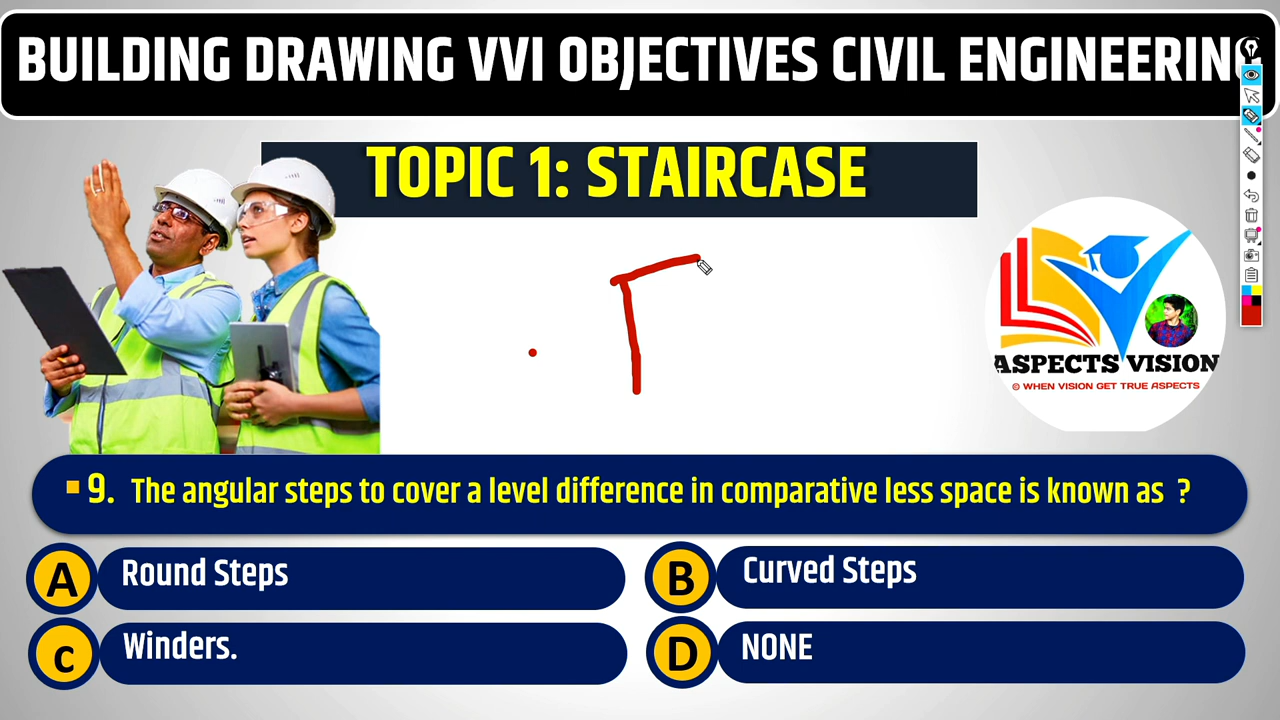 BUILDING DRAWING VVI OBJECTIVES CIVIL ENGINEERING
TOPIC 1: STAIRCASE
ASPECTS VISION
© WHEN VISION GET TRUE ASPECTS
9. The angular steps to cover a level difference in comparative less space is known as ?
A Round Steps
B Curved Steps
c Winders.
D NONE